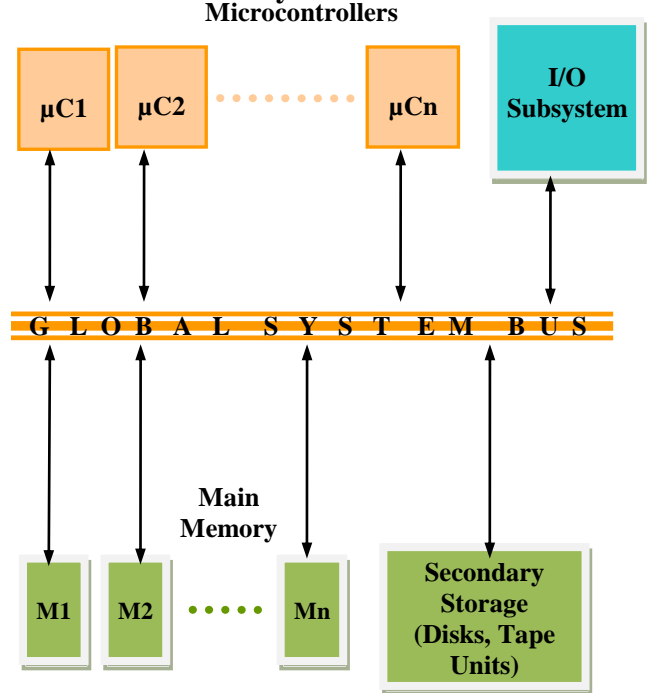 Microcontrollers
µC1
µC2
µCn
I/O
Subsystem
G L O B A L S Y S T E M B U S
Main
Memory
M1
M2
Mn
Secondary
Storage
(Disks, Tape
Units)